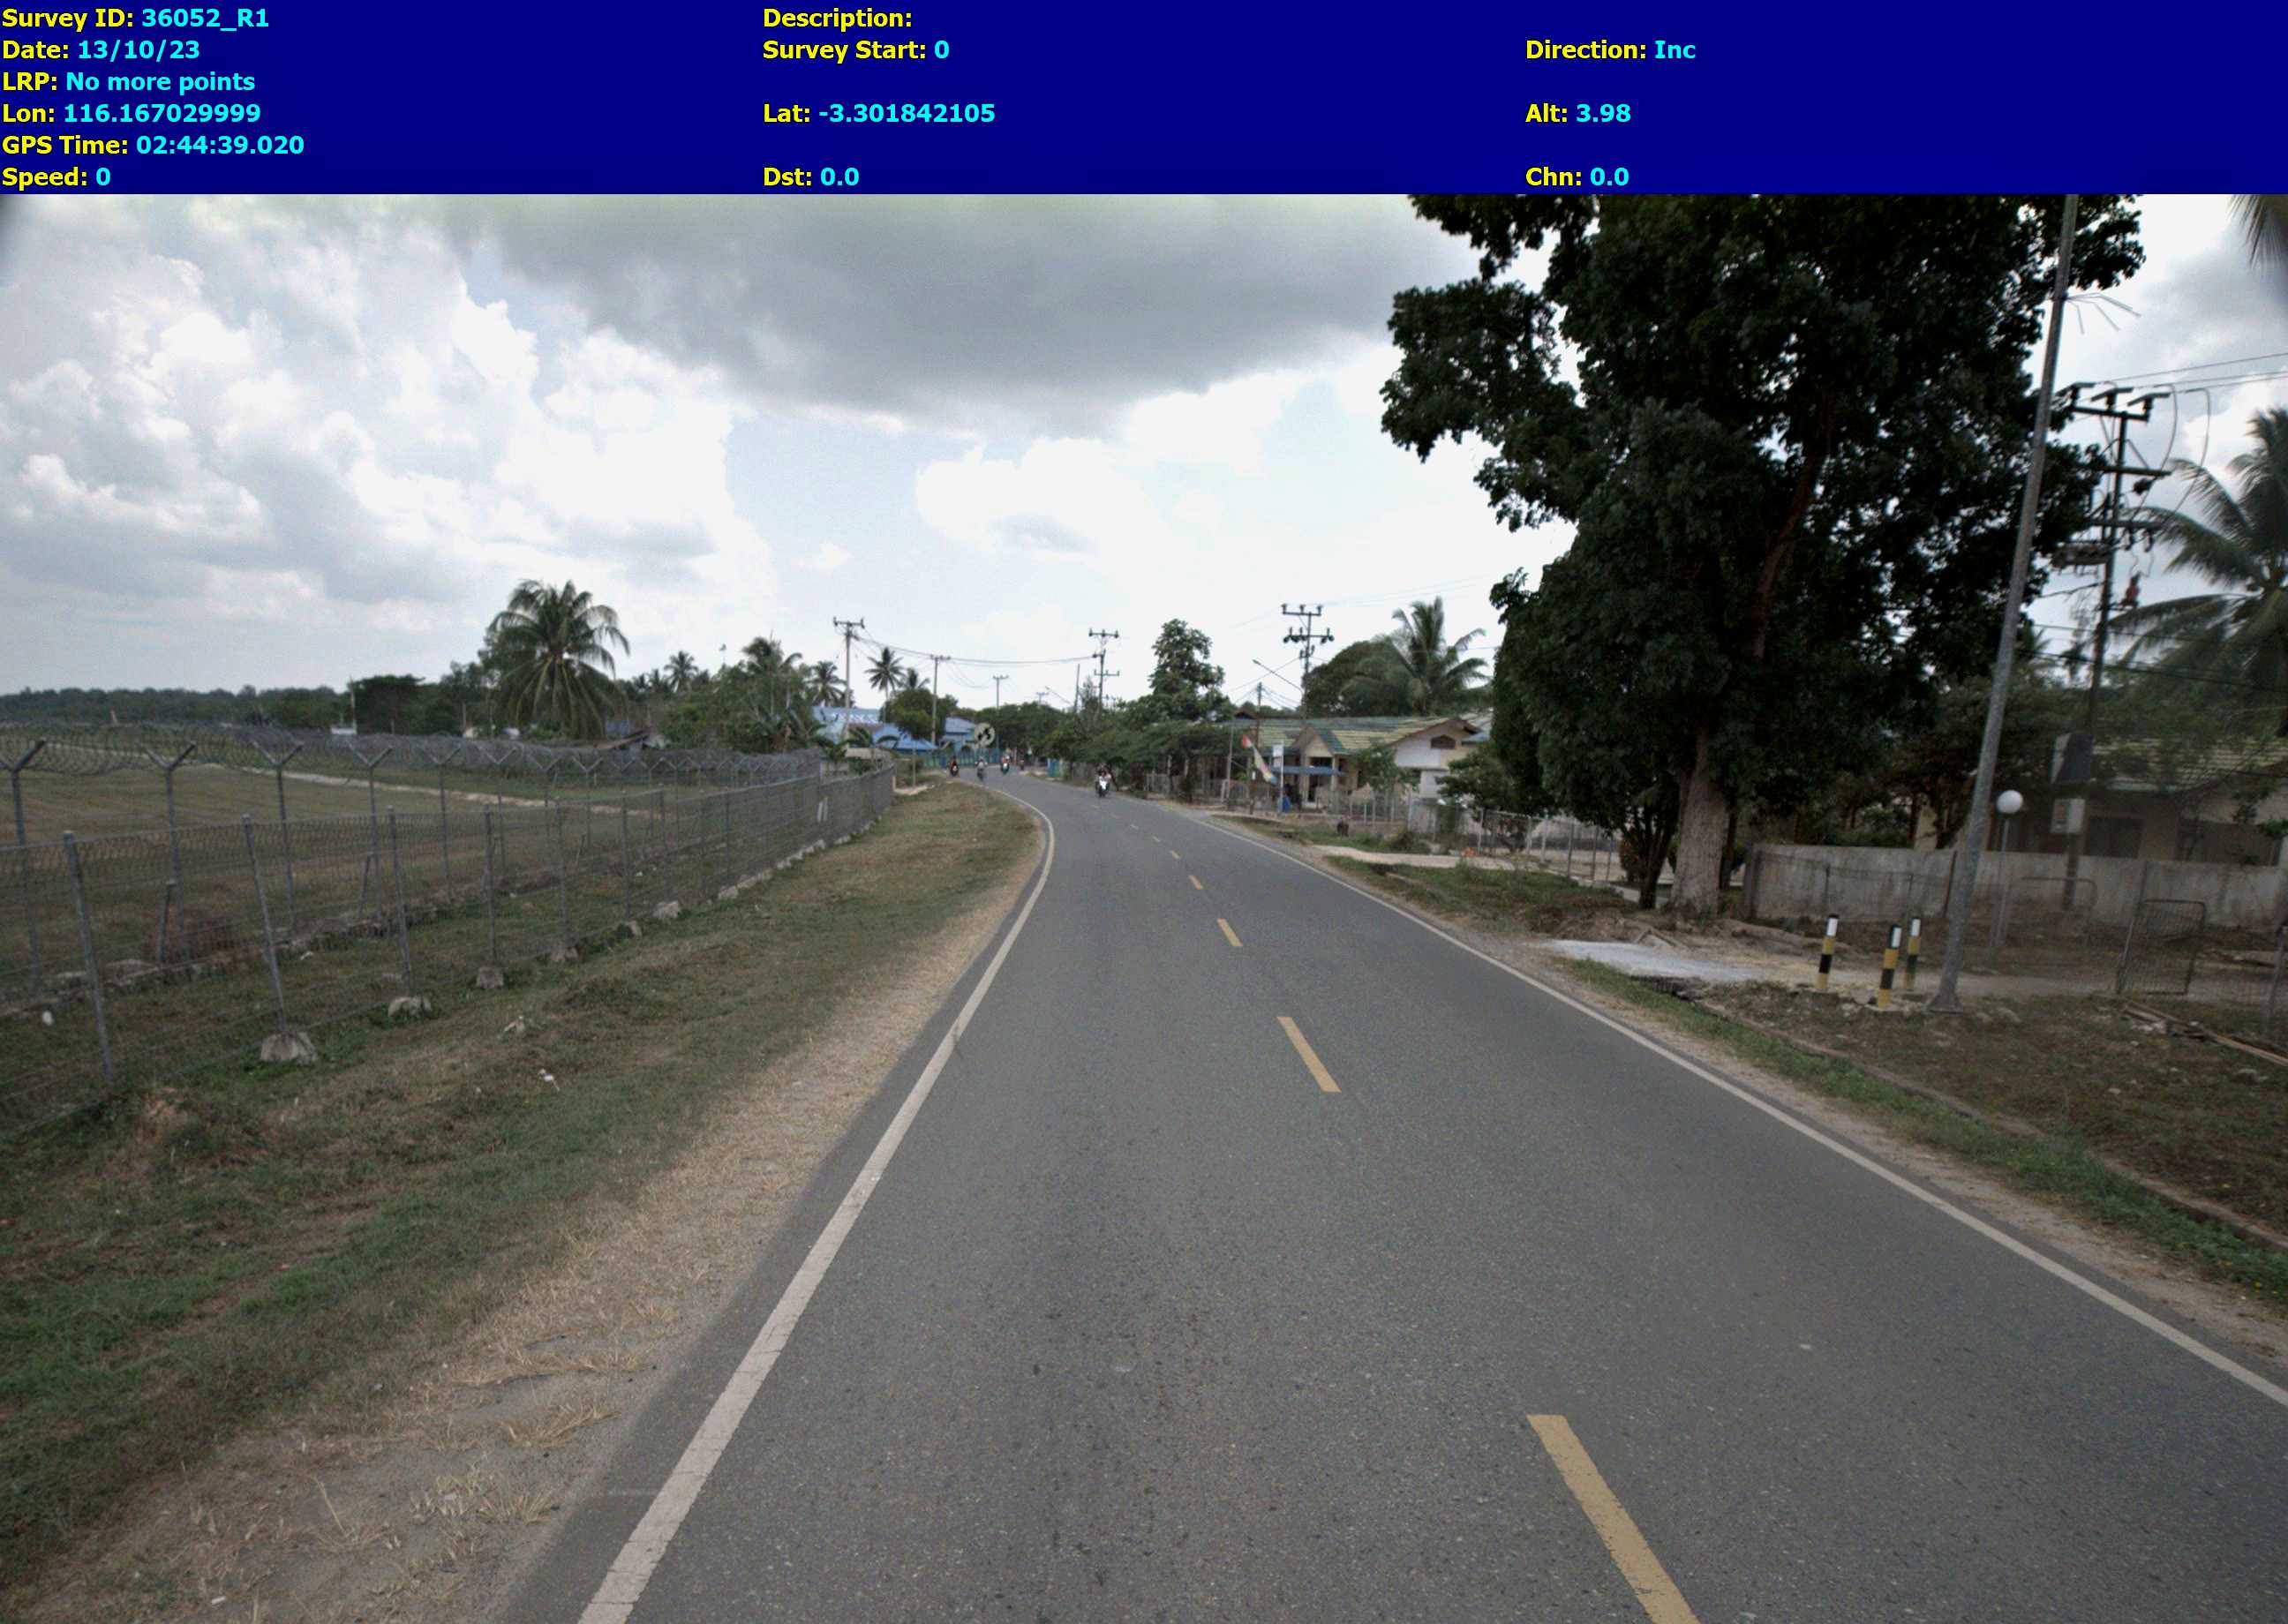 Survey ID: 36052_R1
Description:
Date: 13/10/23
Survey Start: 0
Direction: Inc
LRP: No more points
Lon: 116.167029999
Lat: -3.301842105
Alt: 3.98
GPS Time: 02:44:39.020
Speed: 0
Dst: 0.0
Chn: 0.0